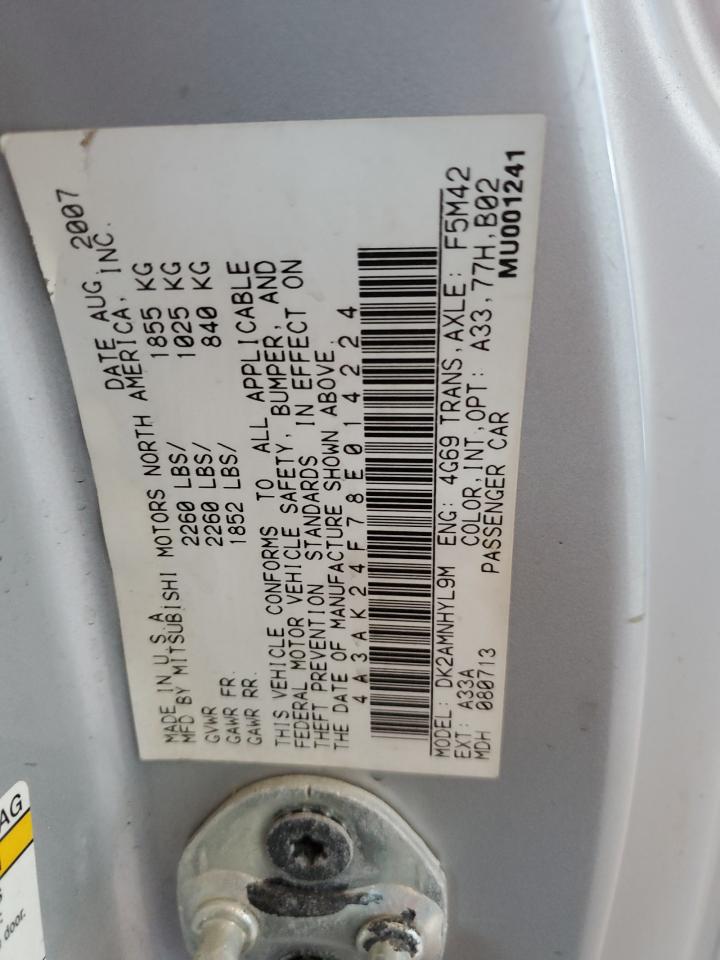 MADE IN U.S.A DATE AUG 2007
MFD BY MITSUBISHI MOTORS NORTH AMERICA, INC.
GVWR 2260 LBS/ 1855 KG
GAWR FR. 2260 LBS/ 1025 KG
GAWR RR. 1852 LBS/ 840 KG
THIS VEHICLE CONFORMS TO ALL APPLICABLE
FEDERAL MOTOR VEHICLE SAFETY, BUMPER, AND
THEFT PREVENTION STANDARDS IN EFFECT ON
THE DATE OF MANUFACTURE SHOWN ABOVE.
4A3AK24F78E014224
MODEL: DK2AMNHYL9M ENG: 4G69 TRANS,AXLE: F5M42
EXT: A33A COLOR,INT,OPT: A33,77H,B02
MDH 080713 PASSENGER CAR MU001241
AG
door.